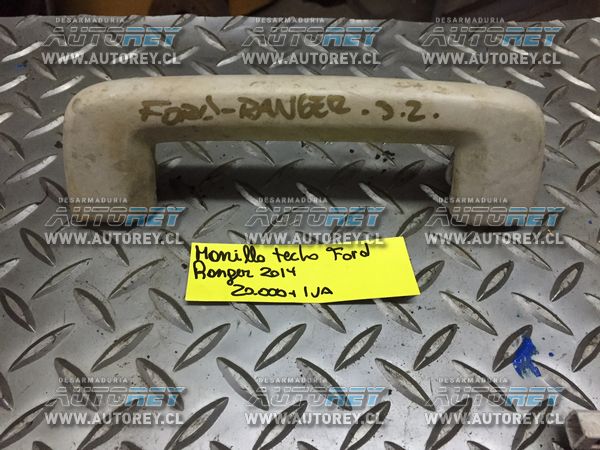 FORD-RANGER.3.2.
Manilla techo Ford
Ranger 2014
20.000+IVA
DESARMADURIA
AUTOREY
WWW.AUTOREY.CL